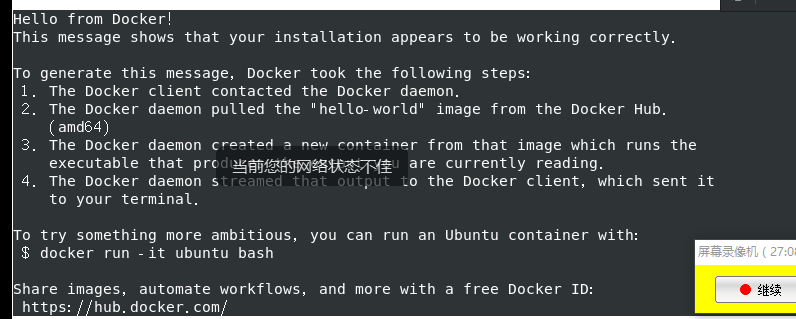 Hello from Docker!
This message shows that your installation appears to be working correctly.
To generate this message, Docker took the following steps:
1. The Docker client contacted the Docker daemon.
2. The Docker daemon pulled the "hello-world" image from the Docker Hub.
(amd64)
3. The Docker daemon created a new container from that image which runs the
executable that are currently reading.
当前您的网络状态不佳
4. The Docker daemon streamed that output to the Docker client, which sent it
to your terminal.
To try something more ambitious, you can run an Ubuntu container with:
$ docker run -it ubuntu bash
屏幕录像机 (27:08
继续
Share images, automate workflows, and more with a free Docker ID:
https://hub.docker.com/